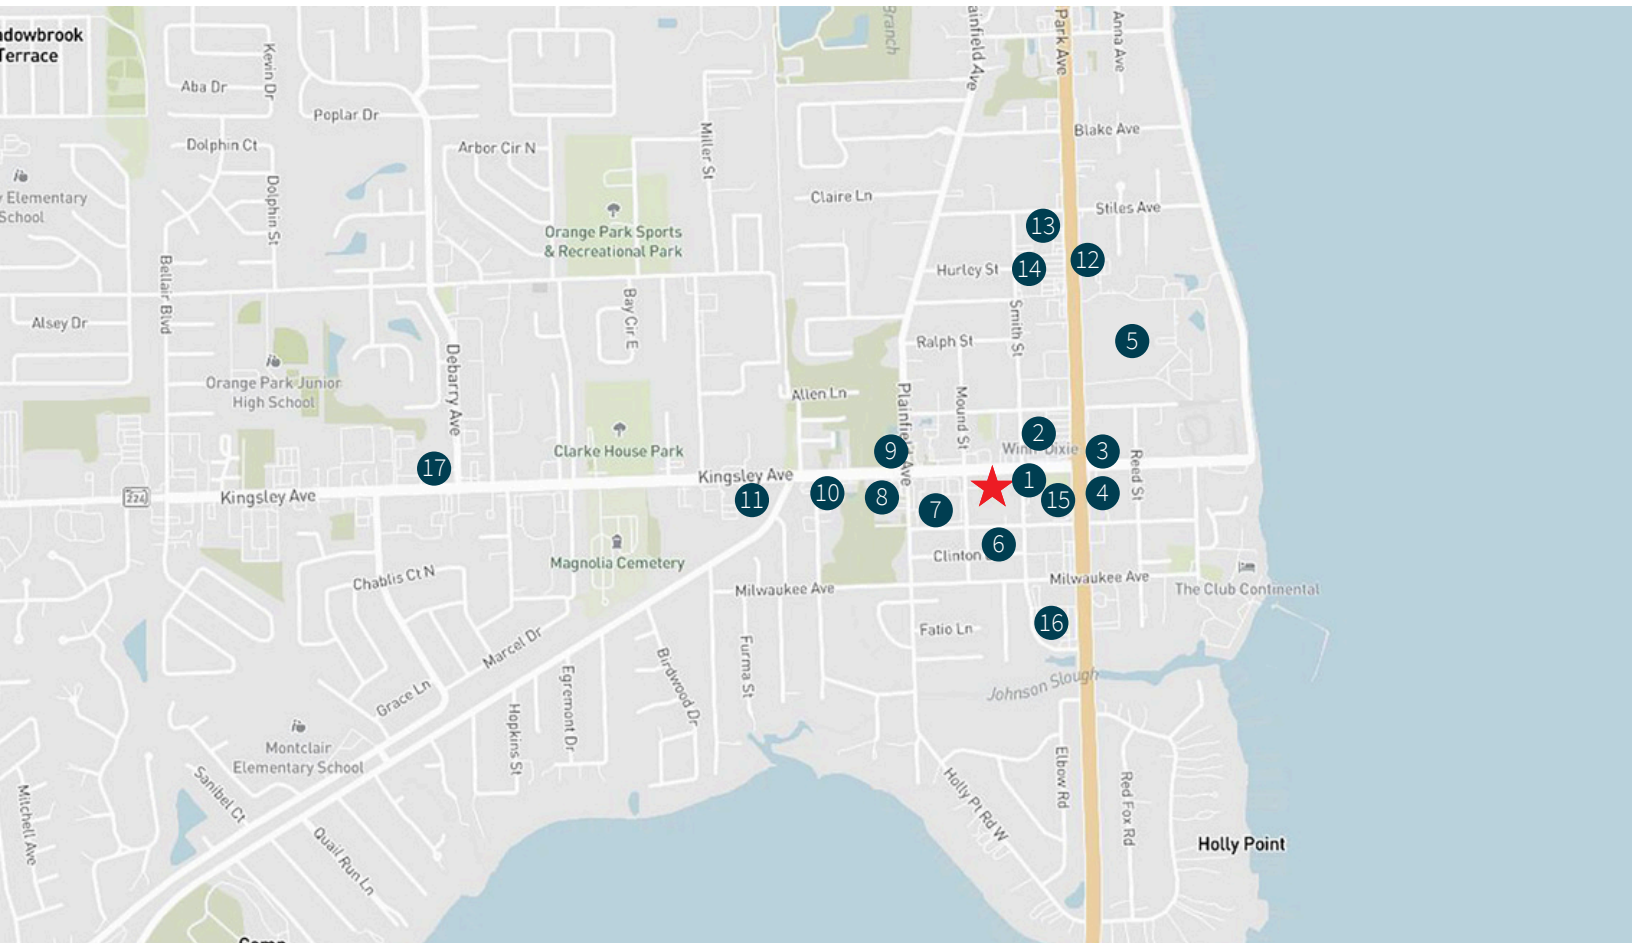 adowbrook
Terrace
Kevin Dr
Aba Dr
Poplar Dr
Dolphin Ct
Arbor Cir N
Miller St
Branch
ainfield Ave
Park Ave
Anna Ave
Blake Ave
y Elementary
School
Dolphin St
Claire Ln
Stiles Ave
Orange Park Sports
& Recreational Park
13
12
14
Hurley St
Bellair Blvd
Bay Cir E
Smith St
Alsey Dr
Ralph St
5
Debarry Ave
Orange Park Junior
High School
Allen Ln
Plainfield Ave
Mound St
2
Winn-Dixie
3
9
Clarke House Park
Reed St
17
Kingsley Ave
224
Kingsley Ave
11
10
8
7
1
15
4
6
Clinton
Magnolia Cemetery
Chablis Ct N
Milwaukee Ave
Milwaukee Ave
The Club Continental
Fatio Ln
16
Marcel Dr
Furma St
Birdwood Dr
Egremont Dr
Johnson Slough
Grace Ln
Hopkins St
Montclair
Elementary School
Sanibel Ct
Elbow Rd
Red Fox Rd
Holly Pt Rd W
Mitchell Ave
Quail Run Ln
Holly Point